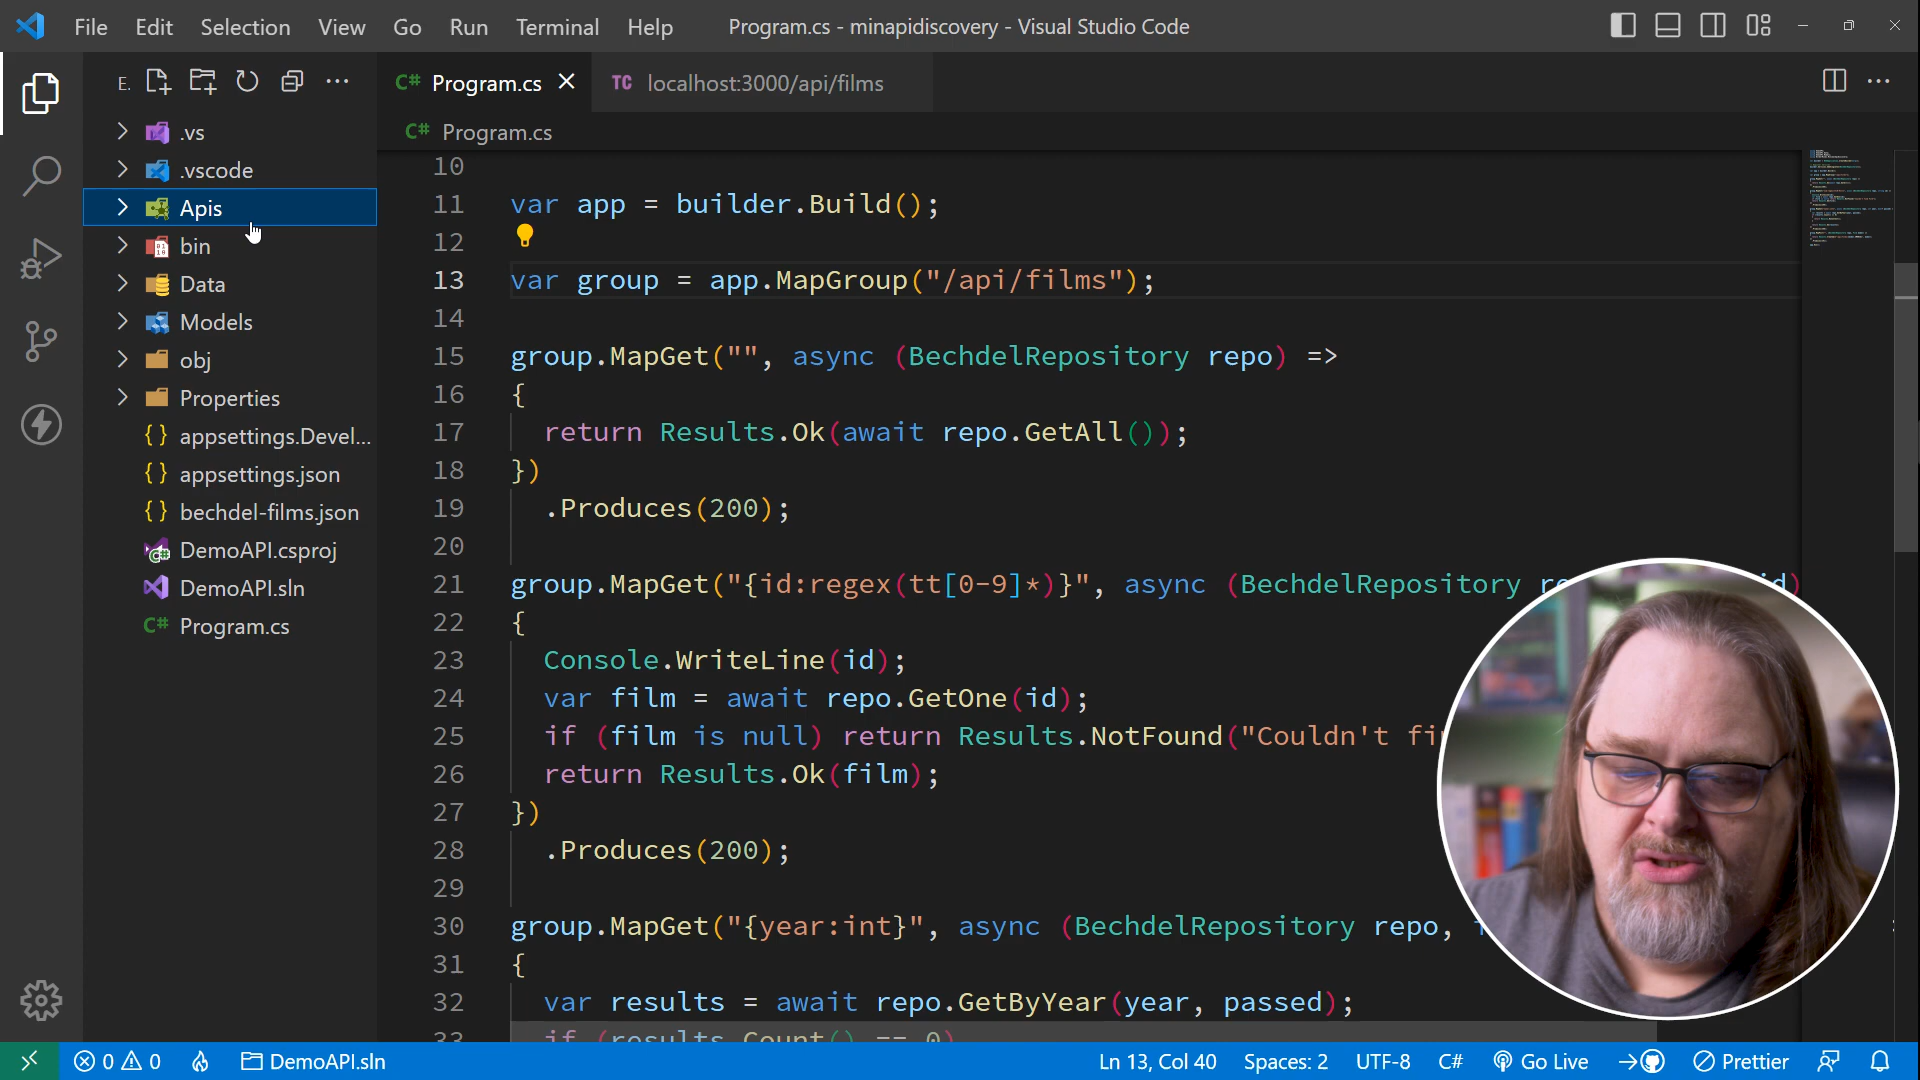 File Edit Selection View Go Run Terminal Help Program.cs - minapidiscovery - Visual Studio Code
E.
C# Program.cs TC localhost:3000/api/films
C# Program.cs
.vs
.vscode
Apis
bin
Data
Models
obj
Properties
{} appsettings.Devel...
{} appsettings.json
{} bechdel-films.json
DemoAPI.csproj
DemoAPI.sln
C# Program.cs
10
11 var app = builder.Build();
12
13 var group = app.MapGroup("/api/films");
14
15 group.MapGet("", async (BechdelRepository repo) =>
16 {
17 return Results.Ok(await repo.GetAll());
18 })
19 .Produces(200);
20
21 group.MapGet("{id:regex(tt[0-9]*)}", async (BechdelRepository id)
22 {
23 Console.WriteLine(id);
24 var film = await repo.GetOne(id);
25 if (film is null) return Results.NotFound("Couldn't
26 return Results.Ok(film);
27 })
28 .Produces(200);
29
30 group.MapGet("{year:int}", async (BechdelRepository repo,
31 {
32 var results = await repo.GetByYear(year, passed);
33 if (results.Count() == 0)
0 0 DemoAPI.sln Ln 13, Col 40 Spaces: 2 UTF-8 C# Go Live Prettier